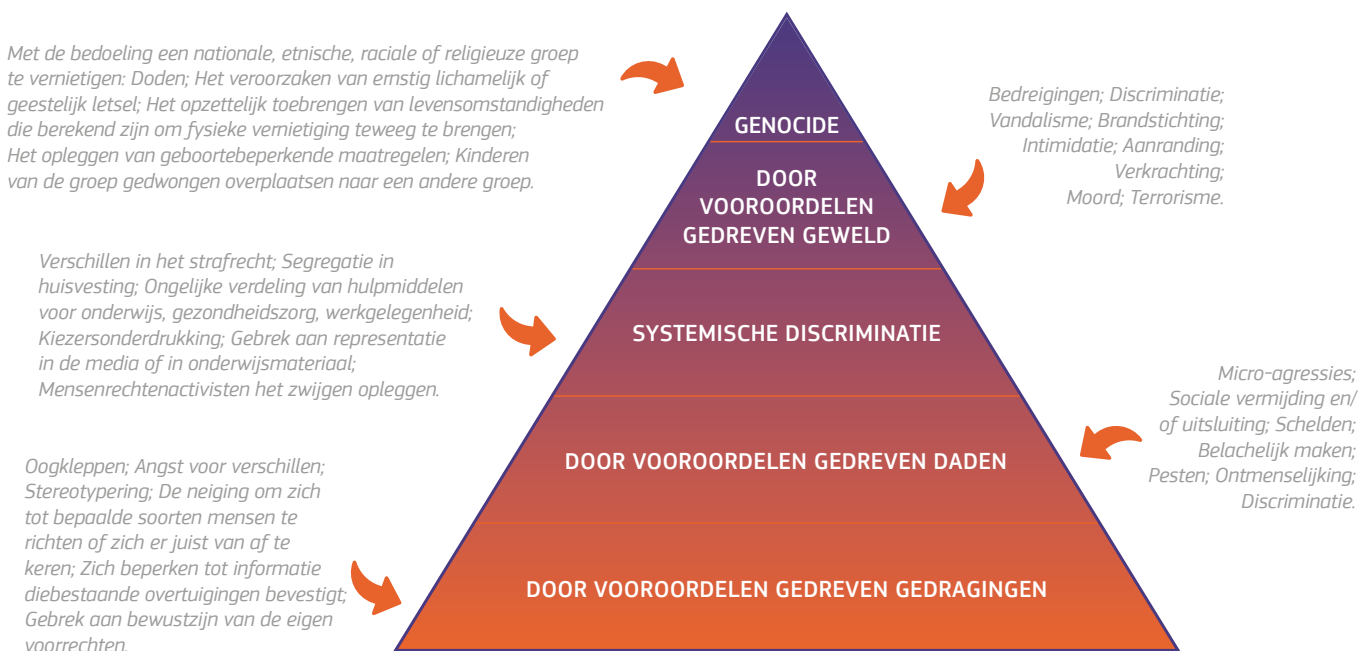 Met de bedoeling een nationale, etnische, raciale of religieuze groep
te vernietigen: Doden; Het veroorzaken van ernstig lichamelijk of
geestelijk letsel; Het opzettelijk toebrengen van levensomstandigheden
die berekend zijn om fysieke vernietiging teweeg te brengen;
Het opleggen van geboortebeperkende maatregelen; Kinderen
van de groep gedwongen overplaatsen naar een andere groep.
GENOCIDE
Bedreigingen; Discriminatie;
Vandalisme; Brandstichting;
Intimidatie; Aanranding;
Verkrachting;
Moord; Terrorisme.
DOOR
VOOROORDELEN
GEDREVEN GEWELD
Verschillen in het strafrecht; Segregatie in
huisvesting; Ongelijke verdeling van hulpmiddelen
voor onderwijs, gezondheidszorg, werkgelegenheid;
Kiezersonderdrukking; Gebrek aan representatie
in de media of in onderwijsmateriaal;
Mensenrechtenactivisten het zwijgen opleggen.
SYSTEMISCHE DISCRIMINATIE
Micro-agressies;
Sociale vermijding en/
of uitsluiting; Schelden;
Belachelijk maken;
Pesten; Ontmenselijking;
Discriminatie.
DOOR VOOROORDELEN GEDREVEN DADEN
Oogkleppen; Angst voor verschillen;
Stereotypering; De neiging om zich
tot bepaalde soorten mensen te
richten of zich er juist van af te
keren; Zich beperken tot informatie
diebestaande overtuigingen bevestigt;
Gebrek aan bewustzijn van de eigen
voorrechten.
DOOR VOOROORDELEN GEDREVEN GEDRAGINGEN